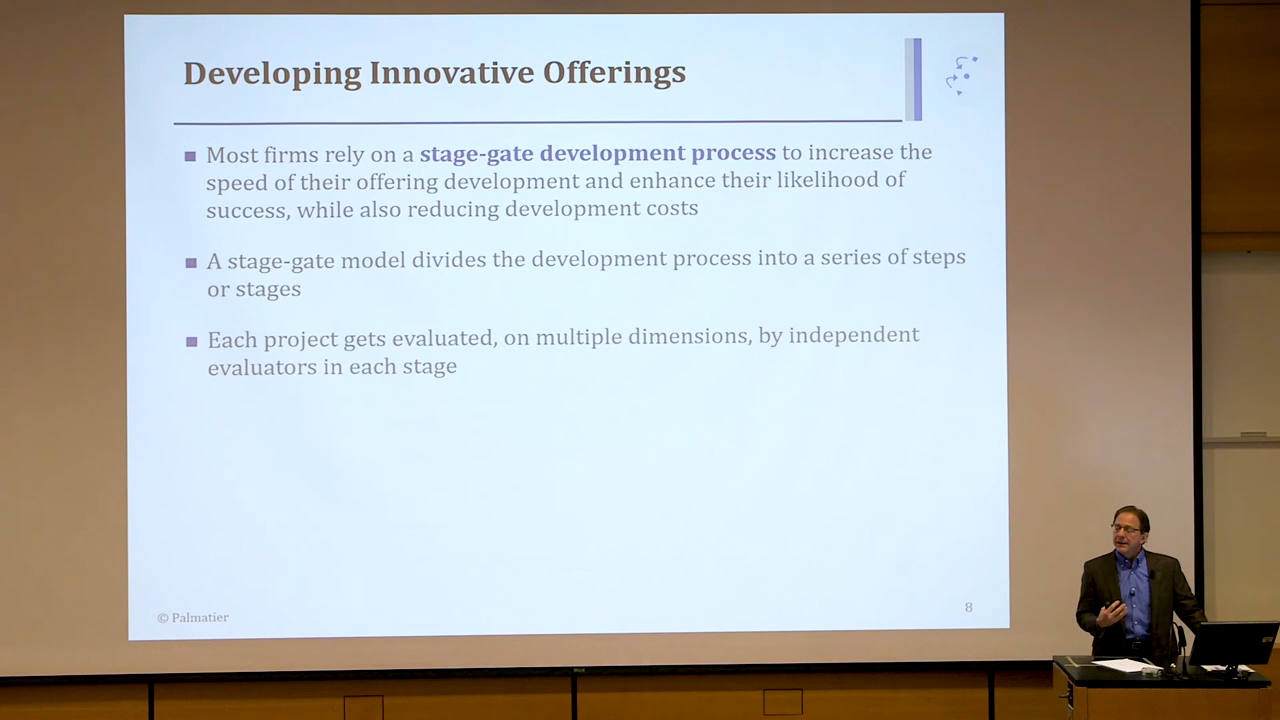 Developing Innovative Offerings
Most firms rely on a stage-gate development process to increase the
speed of their offering development and enhance their likelihood of
success, while also reducing development costs
A stage-gate model divides the development process into a series of steps
or stages
Each project gets evaluated, on multiple dimensions, by independent
evaluators in each stage
© Palmatier
8